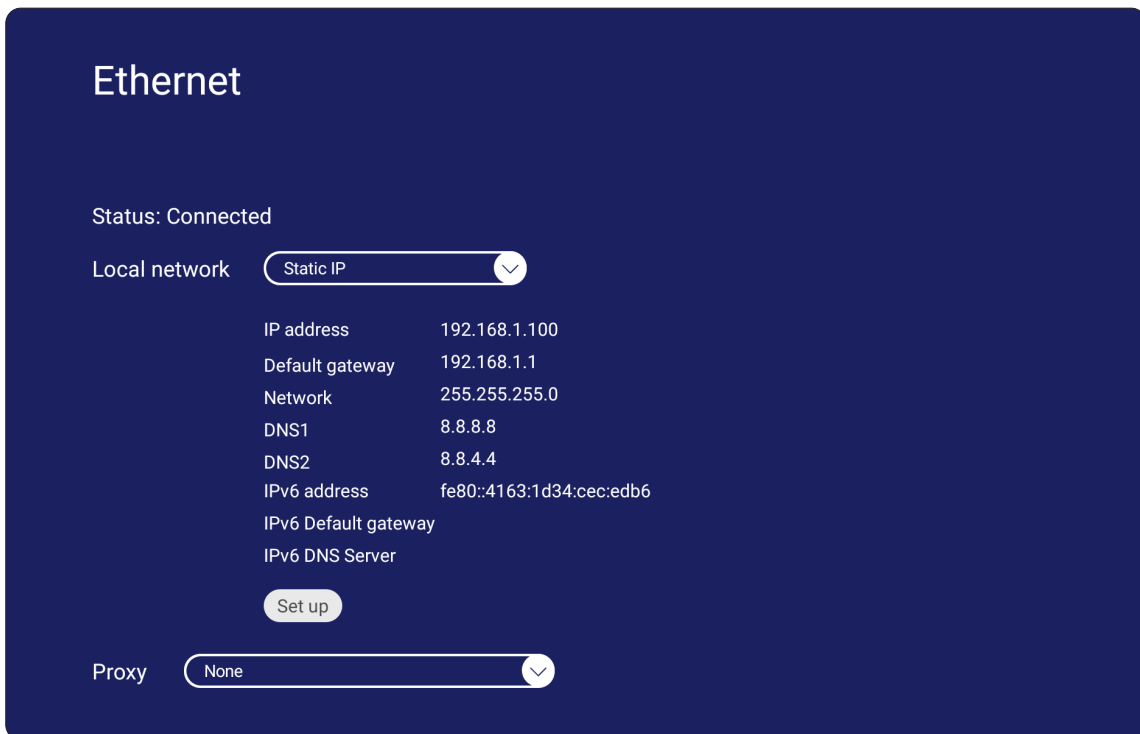 Ethernet
Status: Connected
Local network Static IP
IP address 192.168.1.100
Default gateway 192.168.1.1
Network 255.255.255.0
DNS1 8.8.8.8
DNS2 8.8.4.4
IPv6 address fe80::4163:1d34:cec:edb6
IPv6 Default gateway
IPv6 DNS Server
Set up
Proxy None